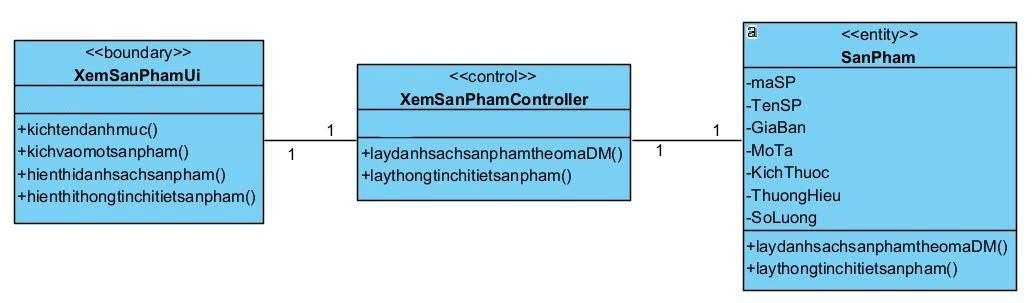 <<boundary>>
XemSanPhamUi
+kichtendanhmuc()
+kichvaomotsanpham()
+hienthidanhsachsanpham()
+hienthithongtinchitietsanpham()
1
1
<<control>>
XemSanPhamController
+laydanhsachsanphamtheomaDM()
+laythongtinchitietsanpham()
1
1
a
<<entity>>
SanPham
-maSP
-TenSP
-GiaBan
-MoTa
-KichThuoc
-ThuongHieu
-SoLuong
+laydanhsachsanphamtheomaDM()
+laythongtinchitietsanpham()